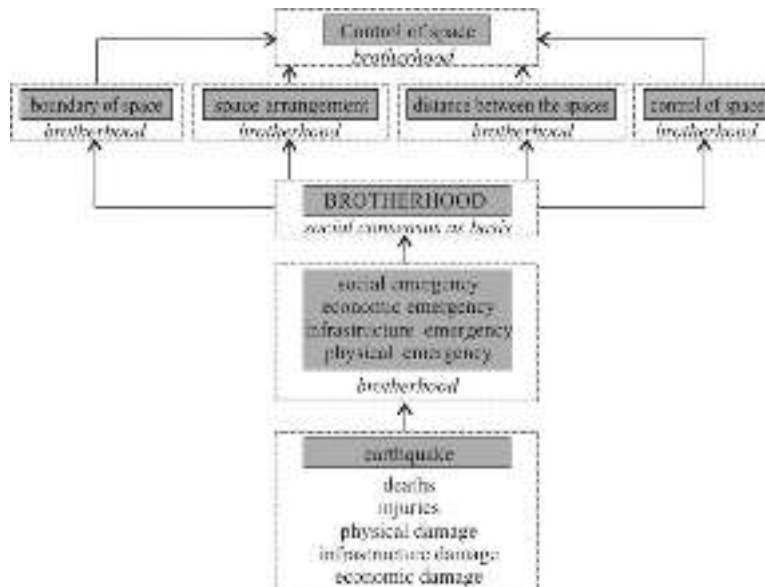 Control of space
brotherhood
boundary of space
brotherhood
space arrangement
brotherhood
distance between the spaces
brotherhood
control of space
brotherhood
BROTHERHOOD
social consensus as basis
social emergency
economic emergency
infrastructure emergency
physical emergency
brotherhood
earthquake
deaths
injuries
physical damage
infrastructure damage
economic damage